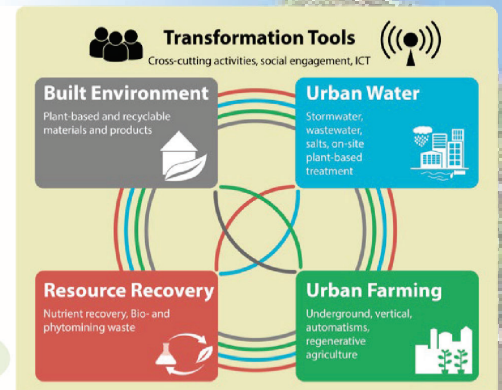 Transformation Tools
Cross-cutting activities, social engagement, ICT
Built Environment
Plant-based and recyclable
materials and products
Urban Water
Stormwater,
wastewater,
salts, on-site
plant-based
treatment
Resource Recovery
Nutrient recovery, Bio- and
phytomining waste
Urban Farming
Underground, vertical,
automatisms,
regenerative
agriculture